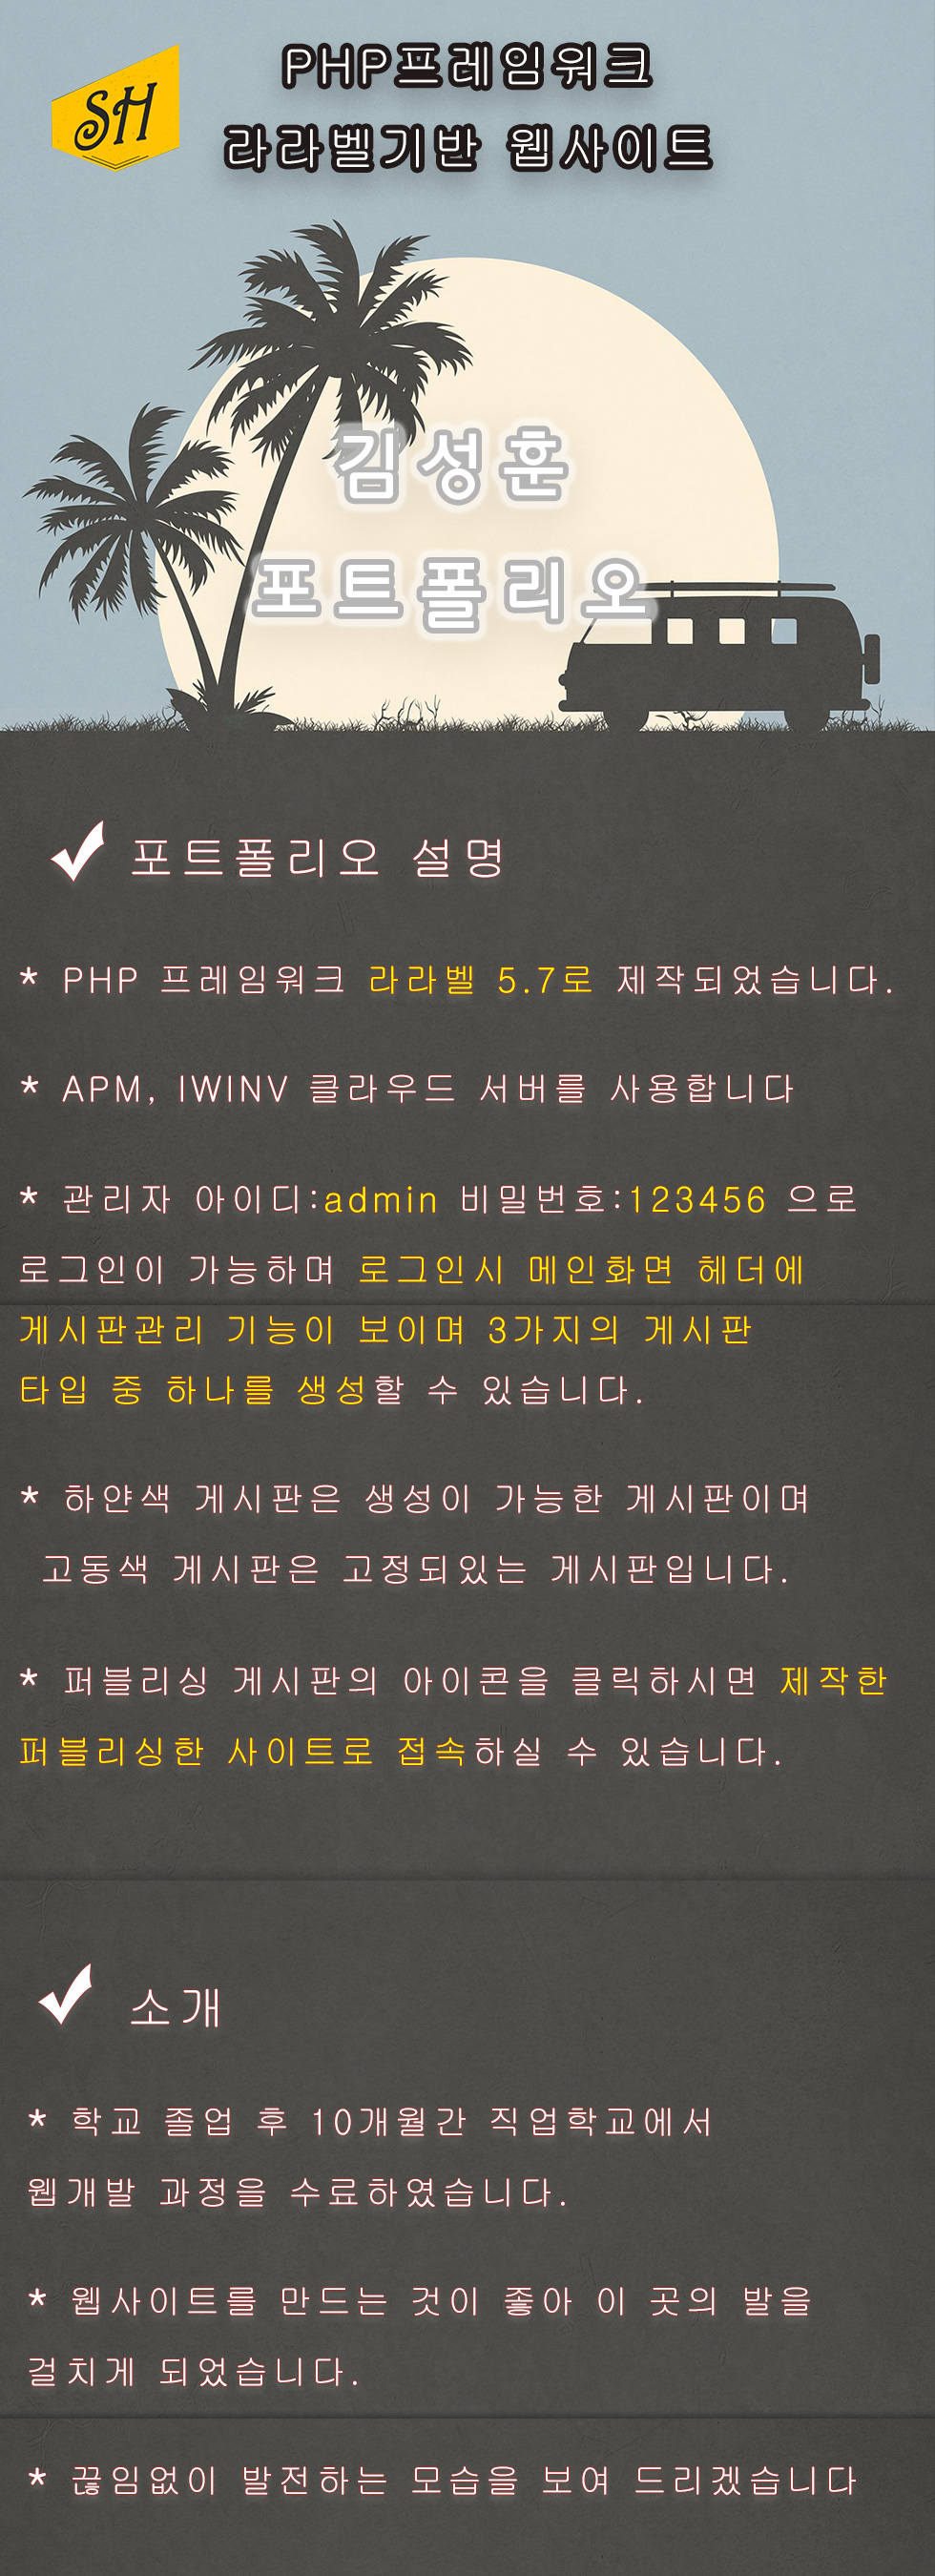 SH
PHP프레임워크
라라벨기반 웹사이트
김성훈
포트폴리오
포트폴리오 설명
* PHP 프레임워크 라라벨 5.7로 제작되었습니다.
* APM, IWINV 클라우드 서버를 사용합니다
* 관리자 아이디:admin 비밀번호:123456 으로
로그인이 가능하며 로그인시 메인화면 헤더에
게시판관리 기능이 보이며 3가지의 게시판
타입 중 하나를 생성할 수 있습니다.
* 하얀색 게시판은 생성이 가능한 게시판이며
고동색 게시판은 고정되있는 게시판입니다.
* 퍼블리싱 게시판의 아이콘을 클릭하시면 제작한
퍼블리싱한 사이트로 접속하실 수 있습니다.
소개
* 학교 졸업 후 10개월간 직업학교에서
웹개발 과정을 수료하였습니다.
* 웹사이트를 만드는 것이 좋아 이 곳의 발을
걸치게 되었습니다.
* 끊임없이 발전하는 모습을 보여 드리겠습니다